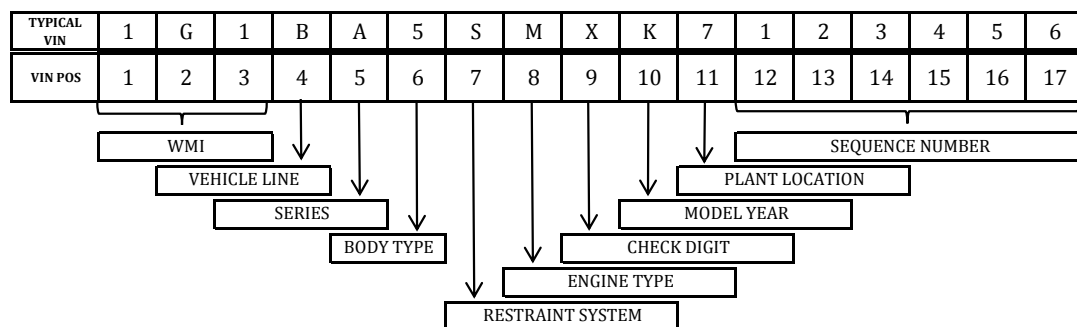 TYPICAL VIN 1 G 1 B A 5 S M X K 7 1 2 3 4 5 6
VIN POS 1 2 3 4 5 6 7 8 9 10 11 12 13 14 15 16 17
WMI SEQUENCE NUMBER
VEHICLE LINE PLANT LOCATION
SERIES MODEL YEAR
BODY TYPE CHECK DIGIT
ENGINE TYPE
RESTRAINT SYSTEM